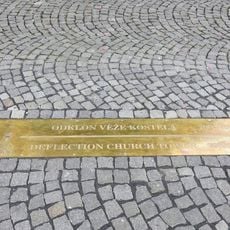 ODKLON VĚŽE KOSTELA
DEFLECTION CHURCH TOWER